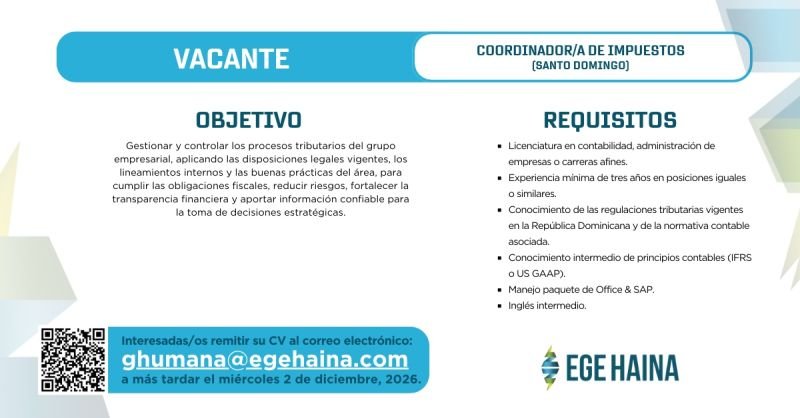 VACANTE
COORDINADOR/A DE IMPUESTOS
(SANTO DOMINGO)
OBJETIVO
Gestionar y controlar los procesos tributarios del grupo
empresarial, aplicando las disposiciones legales vigentes, los
lineamientos internos y las buenas prácticas del área, para
cumplir las obligaciones fiscales, reducir riesgos, fortalecer la
transparencia financiera y aportar información confiable para
la toma de decisiones estratégicas.
REQUISITOS
▪ Licenciatura en contabilidad, administración de
empresas o carreras afines.
▪ Experiencia mínima de tres años en posiciones iguales
o similares.
▪ Conocimiento de las regulaciones tributarias vigentes
en la República Dominicana y de la normativa contable
asociada.
▪ Conocimiento intermedio de principios contables (IFRS
o US GAAP).
▪ Manejo paquete de Office & SAP.
▪ Inglés intermedio.
Interesadas/os remitir su CV al correo electrónico:
ghumana@egehaina.com
a más tardar el miércoles 2 de diciembre, 2026.
EGE HAINA